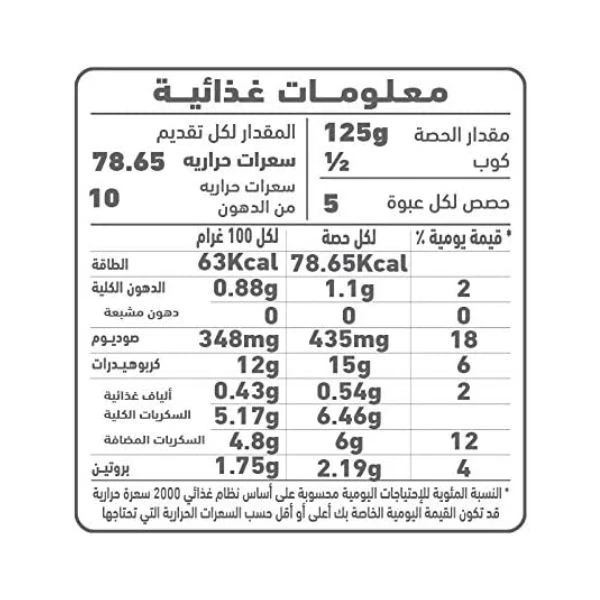 معلومات غذائية
مقدار الحصة 125g
كوب ½
حصص لكل عبوة 5
المقدار لكل تقديم
سعرات حراريه 78.65
سعرات حراريه
من الدهون 10
* قيمة يومية ٪ لكل حصة لكل 100 غرام
الطاقة 63Kcal 78.65Kcal
الدهون الكلية 0.88g 1.1g 2
دهون مشبعة 0 0 0
صوديوم 348mg 435mg 18
كربوهيدرات 12g 15g 6
ألياف غذائية 0.43g 0.54g 2
السكريات الكلية 5.17g 6.46g
السكريات المضافة 4.8g 6g 12
بروتين 1.75g 2.19g 4
* النسبة المئوية للإحتياجات اليومية محسوبة على أساس نظام غذائي 2000 سعرة حرارية
قد تكون القيمة اليومية الخاصة بك أعلى أو أقل حسب السعرات الحرارية التي تحتاجها